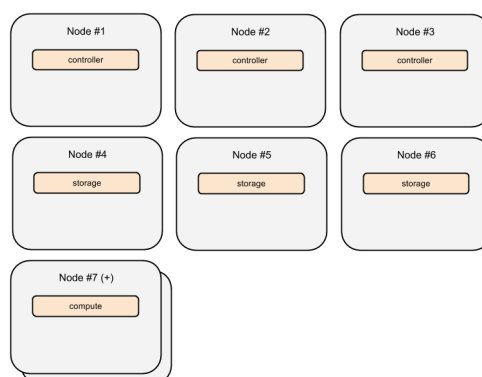 Node #1
controller
Node #2
controller
Node #3
controller
Node #4
storage
Node #5
storage
Node #6
storage
Node #7 (+)
compute